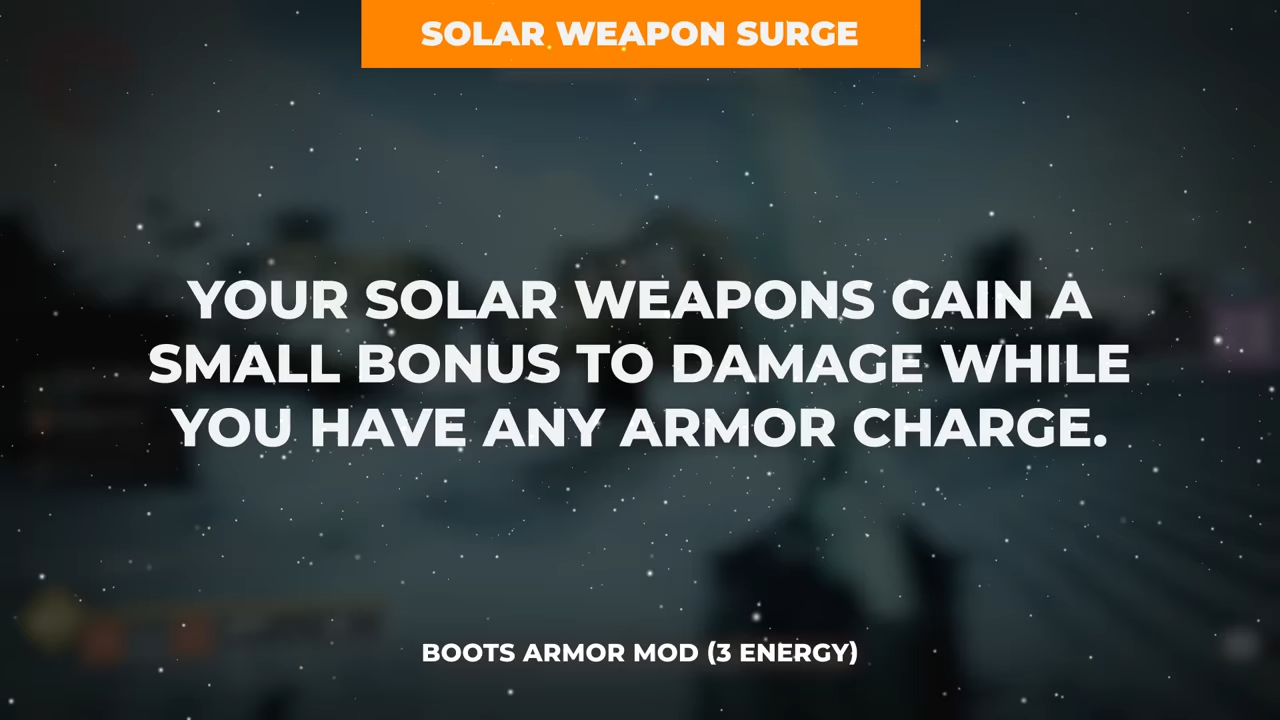 SOLAR WEAPON SURGE
YOUR SOLAR WEAPONS GAIN A
SMALL BONUS TO DAMAGE WHILE
YOU HAVE ANY ARMOR CHARGE.
BOOTS ARMOR MOD (3 ENERGY)